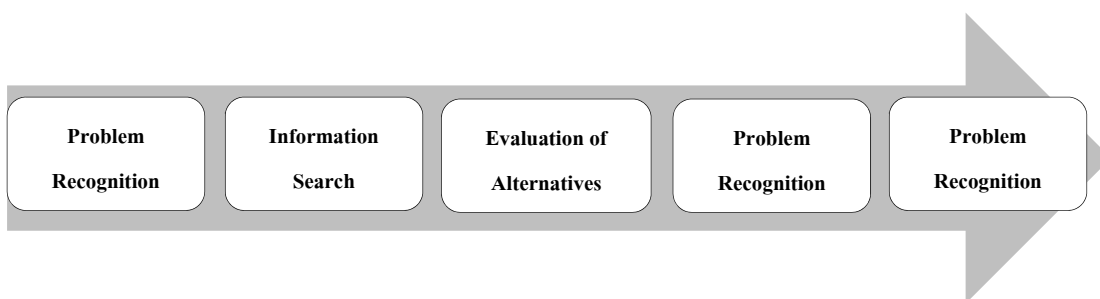 Problem
Recognition
Information
Search
Evaluation of
Alternatives
Problem
Recognition
Problem
Recognition